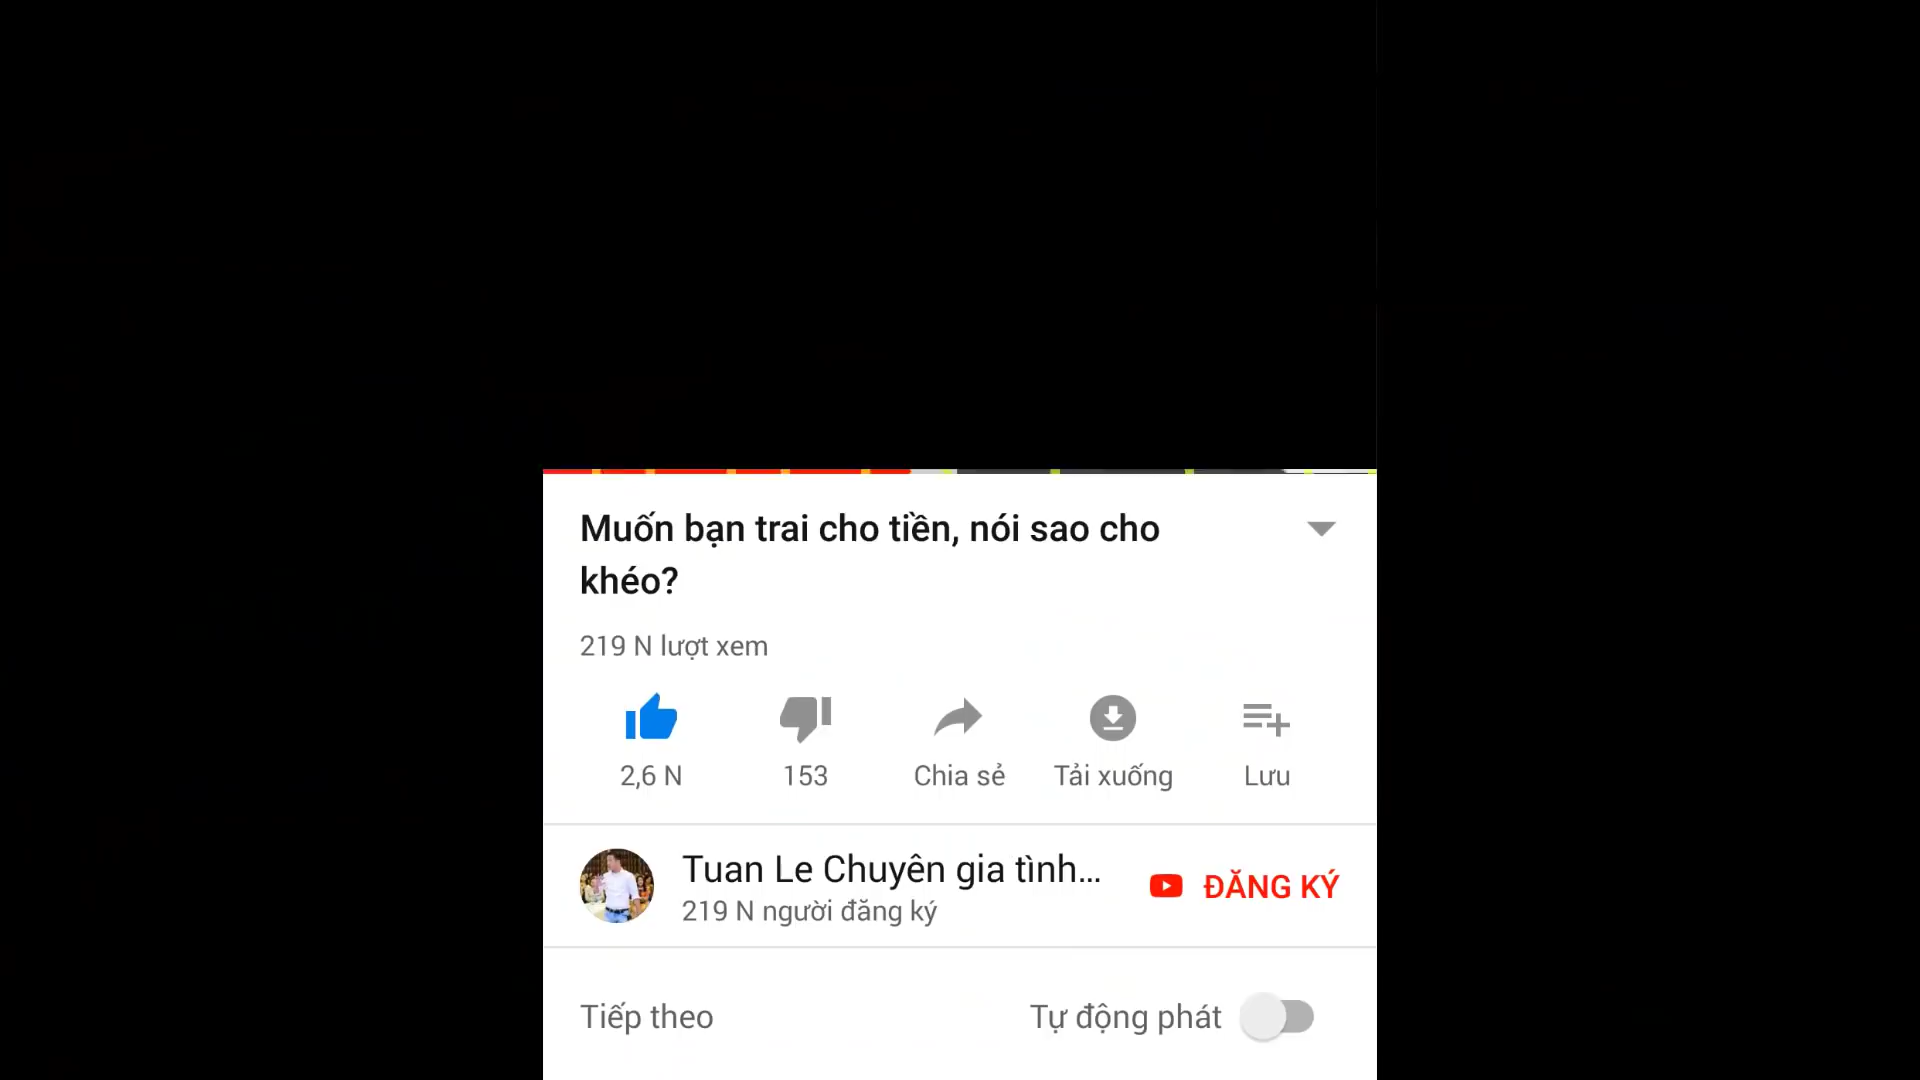 Muốn bạn trai cho tiền, nói sao cho
khéo?
219 N lượt xem
2,6 N
153
Chia sẻ
Tải xuống
Lưu
Tuan Le Chuyên gia tình...
ĐĂNG KÝ
219 N người đăng ký
Tiếp theo
Tự động phát